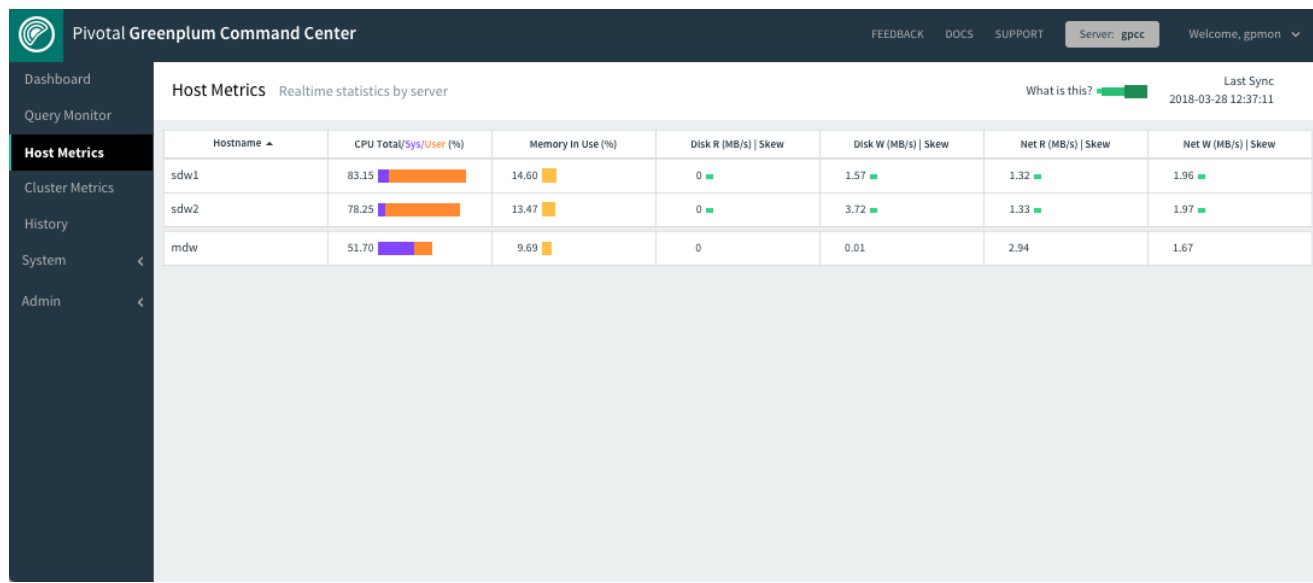 Pivotal Greenplum Command Center
FEEDBACK DOCS SUPPORT Server: gpcc Welcome, gpmon
Dashboard
Query Monitor
Host Metrics
Cluster Metrics
History
System
Admin
Host Metrics Realtime statistics by server
What is this?
Last Sync
2018-03-28 12:37:11
Hostname CPU Total/Sys/User (%) Memory In Use (%) Disk R (MB/s) | Skew Disk W (MB/s) | Skew Net R (MB/s) | Skew Net W (MB/s) | Skew
sdw1 83.15 14.60 0 1.57 1.32 1.96
sdw2 78.25 13.47 0 3.72 1.33 1.97
mdw 51.70 9.69 0 0.01 2.94 1.67